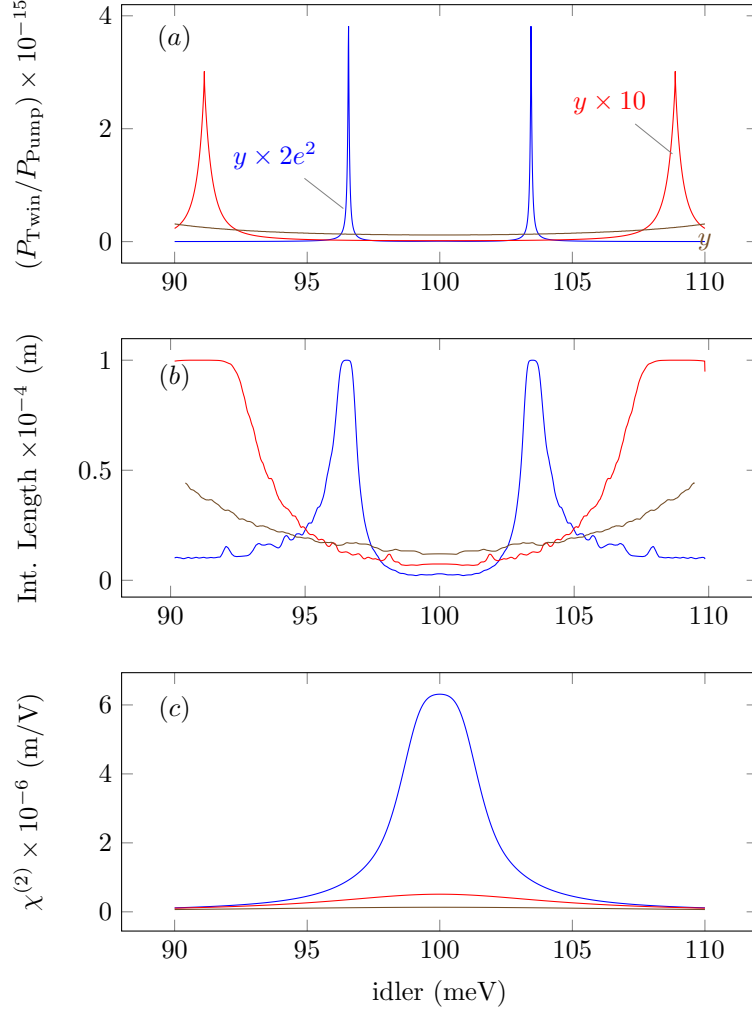 (P_Twin/P_Pump) × 10^−15
4
2
0
(a)
y × 2e^2
y × 10
y
90 95 100 105 110
Int. Length ×10^−4 (m)
1
0.5
0
(b)
90 95 100 105 110
χ^(2) × 10^−6 (m/V)
6
4
2
0
(c)
90 95 100 105 110
idler (meV)